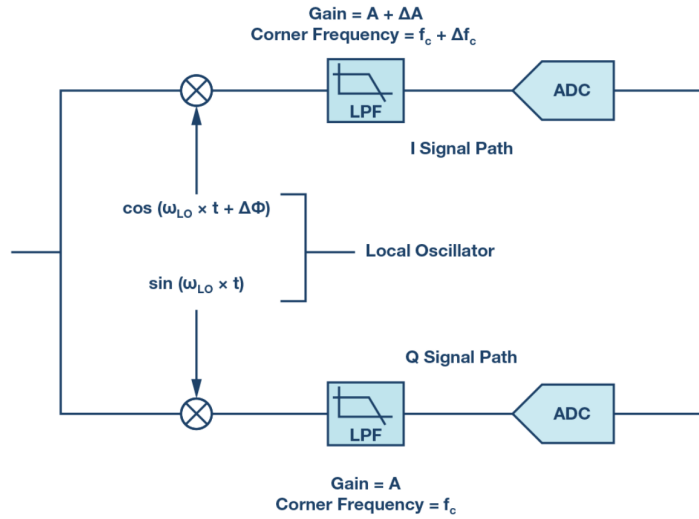 Gain = A + ΔA
Corner Frequency = f_c + Δf_c
LPF
ADC
I Signal Path
cos (ω_LO × t + ΔΦ)
Local Oscillator
sin (ω_LO × t)
Q Signal Path
LPF
ADC
Gain = A
Corner Frequency = f_c